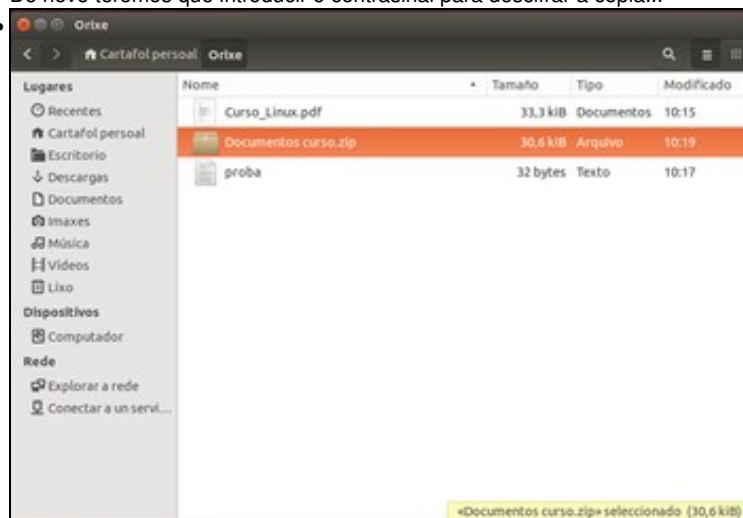 De novo teremos que introducir o contrasinal para descifrar a copia...
Orixe
Cartafol persoal Orixe
Lugares
Recentes
Cartafol persoal
Escritorio
Descargas
Documentos
Imaxes
Música
Vídeos
Lixo
Dispositivos
Computador
Rede
Explorar a rede
Conectar a un servi...
Nome Tamaño Tipo Modificado
Curso_Linux.pdf 33,3 kiB Documentos 10:15
Documentos curso.zip 30,6 kiB Arquivo 10:19
proba 32 bytes Texto 10:17
«Documentos curso.zip» seleccionado (30,6 kiB)